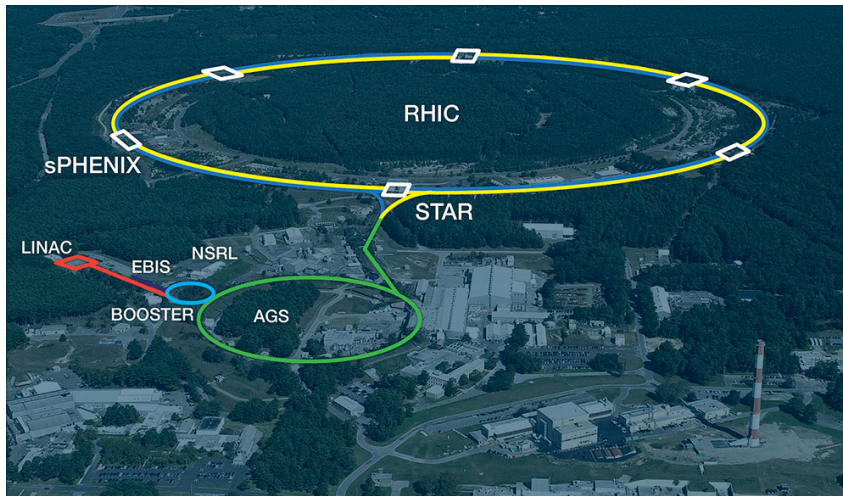 RHIC
sPHENIX
STAR
LINAC
EBIS
NSRL
BOOSTER
AGS